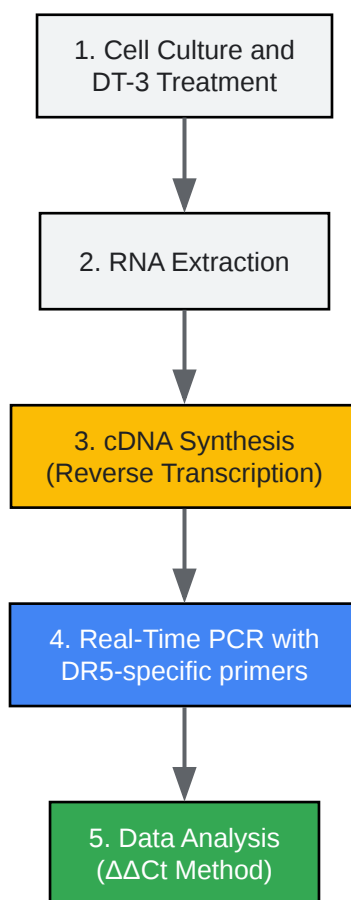 1. Cell Culture and
DT-3 Treatment
2. RNA Extraction
3. cDNA Synthesis
(Reverse Transcription)
4. Real-Time PCR with
DR5-specific primers
5. Data Analysis
(ΔΔCt Method)